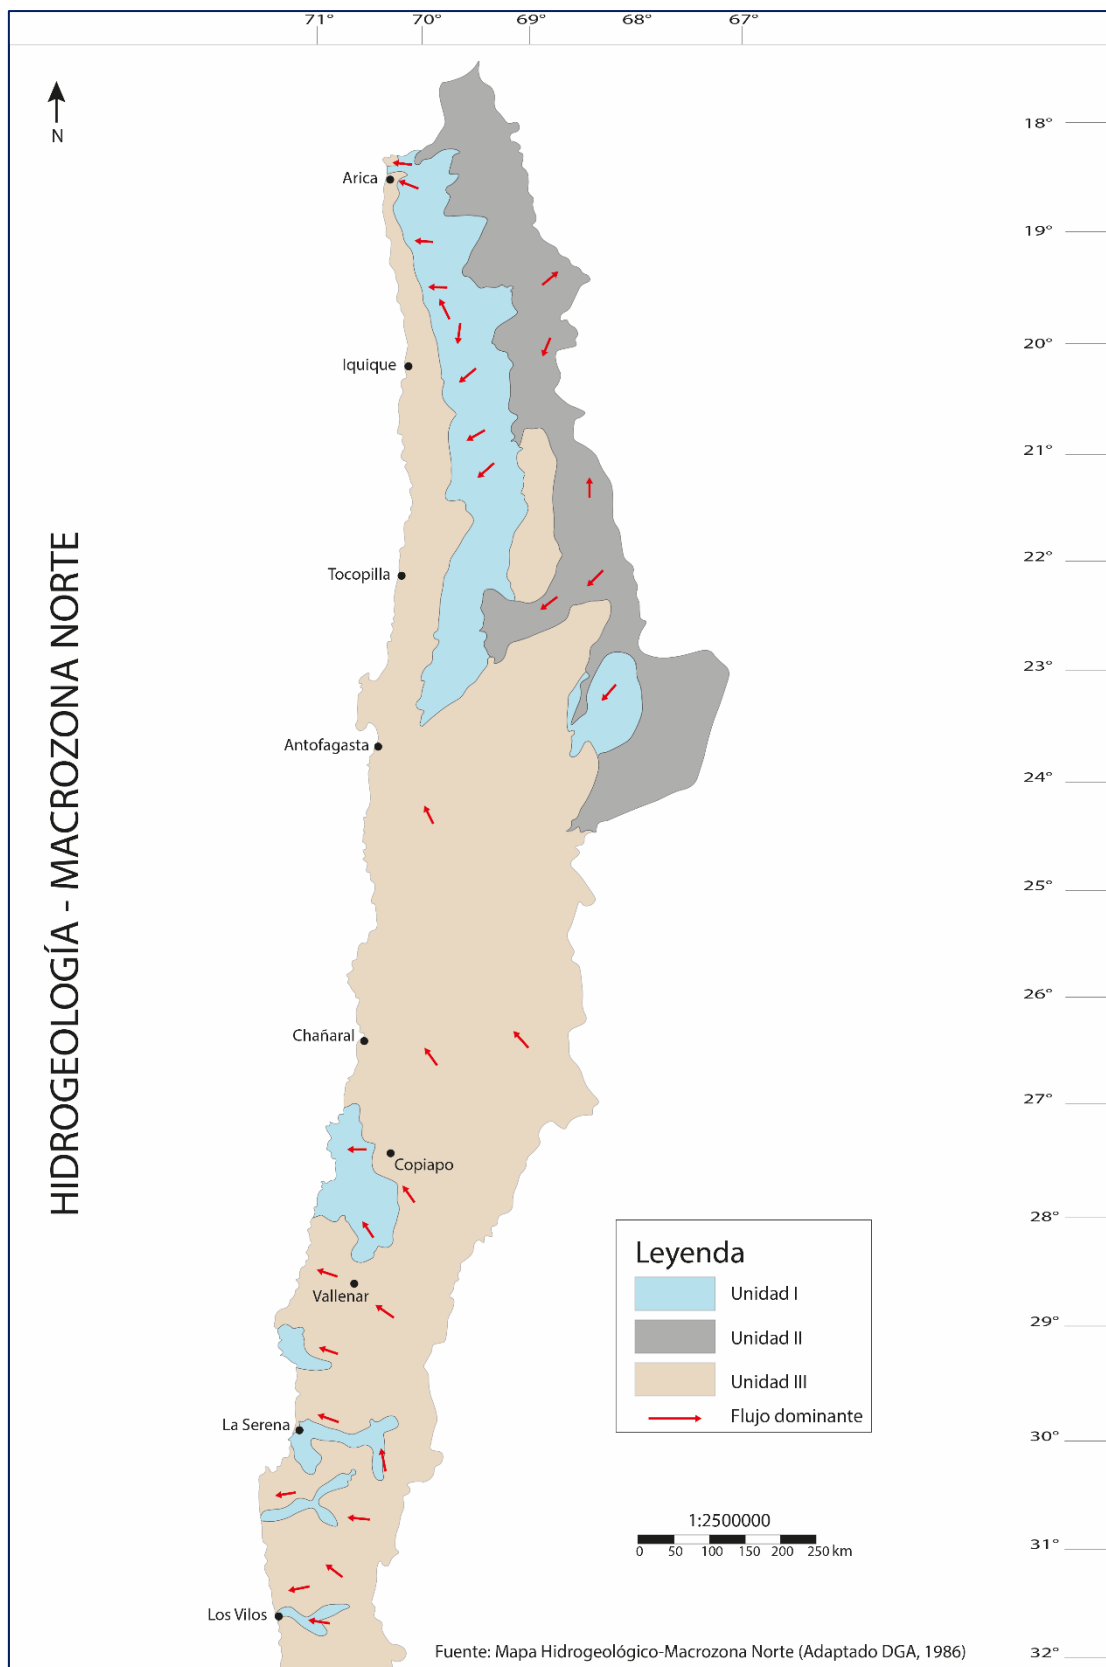 71° 70° 69° 68° 67°
N
18°
Arica
19°
20°
Iquique
21°
22°
Tocopilla
23°
Antofagasta
24°
25°
26°
Chañaral
27°
Copiapo
28°
Vallenar
29°
La Serena
30°
31°
Los Vilos
32°
HIDROGEOLOGÍA - MACROZONA NORTE
Leyenda
Unidad I
Unidad II
Unidad III
Flujo dominante
1:2500000
0 50 100 150 200 250 km
Fuente: Mapa Hidrogeológico-Macrozona Norte (Adaptado DGA, 1986)